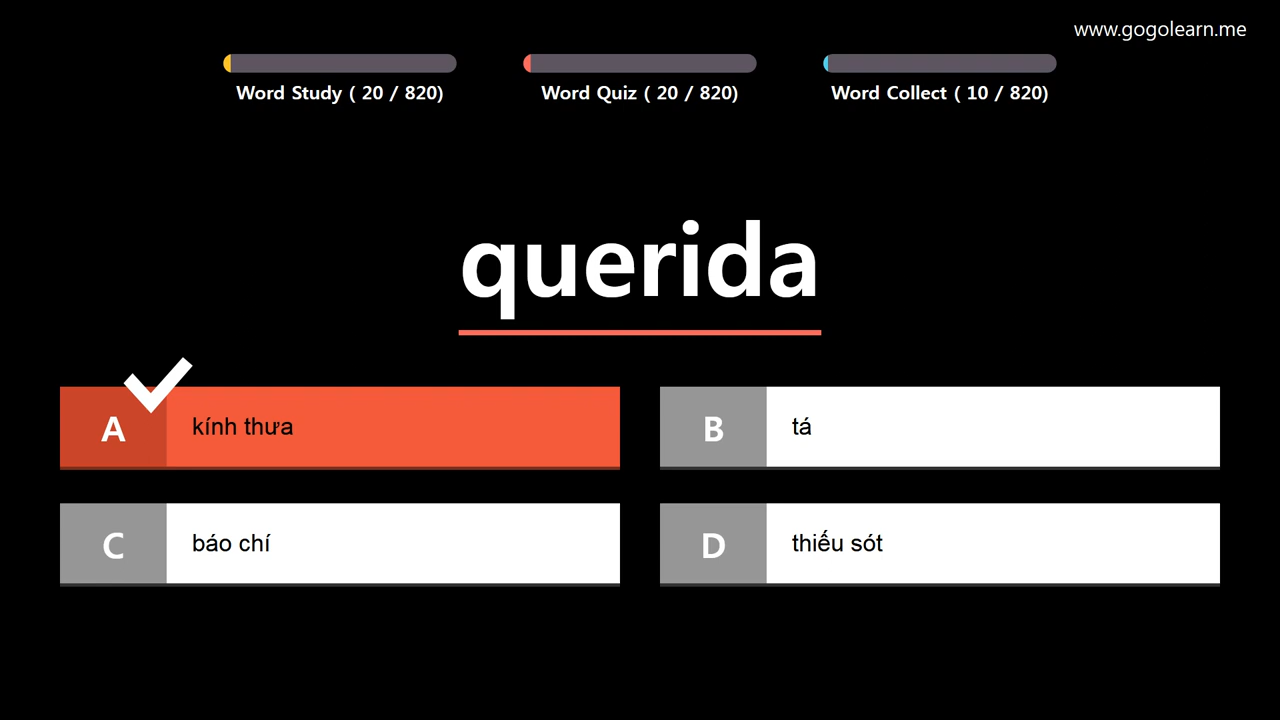 www.gogolearn.me
Word Study ( 20 / 820)
Word Quiz ( 20 / 820)
Word Collect ( 10 / 820)
querida
A kính thưa
B tá
C báo chí
D thiếu sót